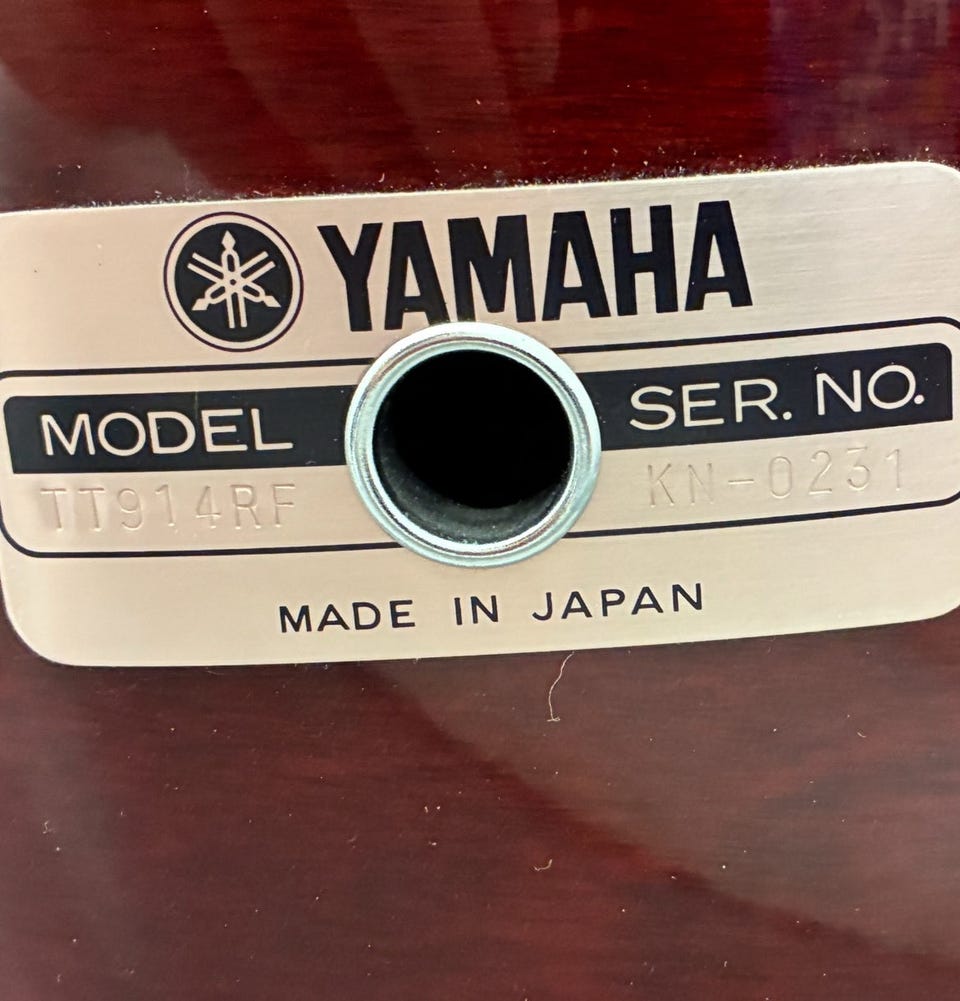 YAMAHA
MODEL SER. NO.
TT914RF KN-0231
MADE IN JAPAN